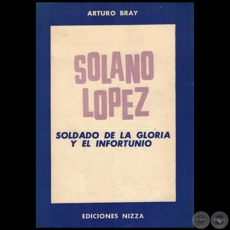 ARTURO BRAY
SOLANO
LOPEZ
SOLDADO DE LA GLORIA
Y EL INFORTUNIO
EDICIONES NIZZA